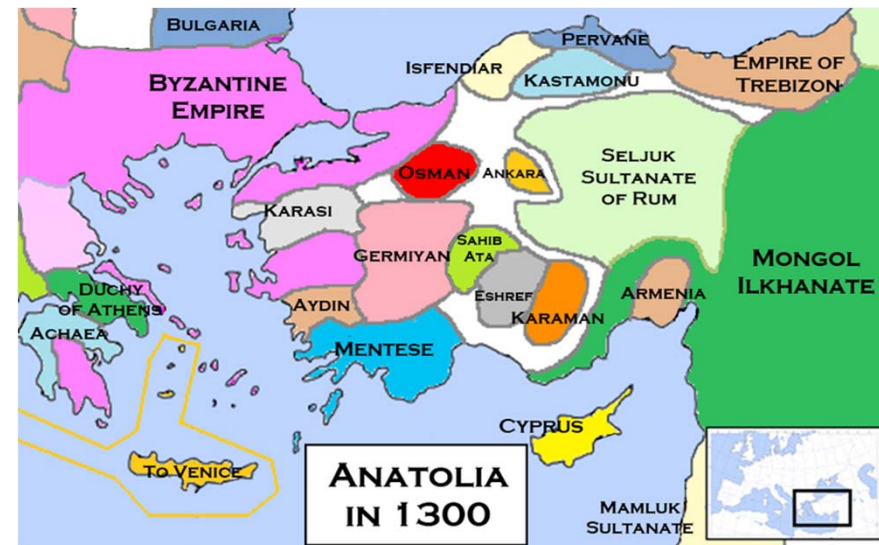 BULGARIA
PERVANE
ISFENDIAR
KASTAMONU
EMPIRE OF
TREBIZON
BYZANTINE
EMPIRE
OSMAN
ANKARA
SELJUK
SULTANATE
OF RUM
KARASI
GERMIYAN
SAHIB
ATA
MONGOL
ILKHANATE
DUCHY
OF ATHENS
ACHAEA
AYDIN
ESHREF
KARAMAN
ARMENIA
MENTESE
CYPRUS
TO VENICE
ANATOLIA
IN 1300
MAMLUK
SULTANATE